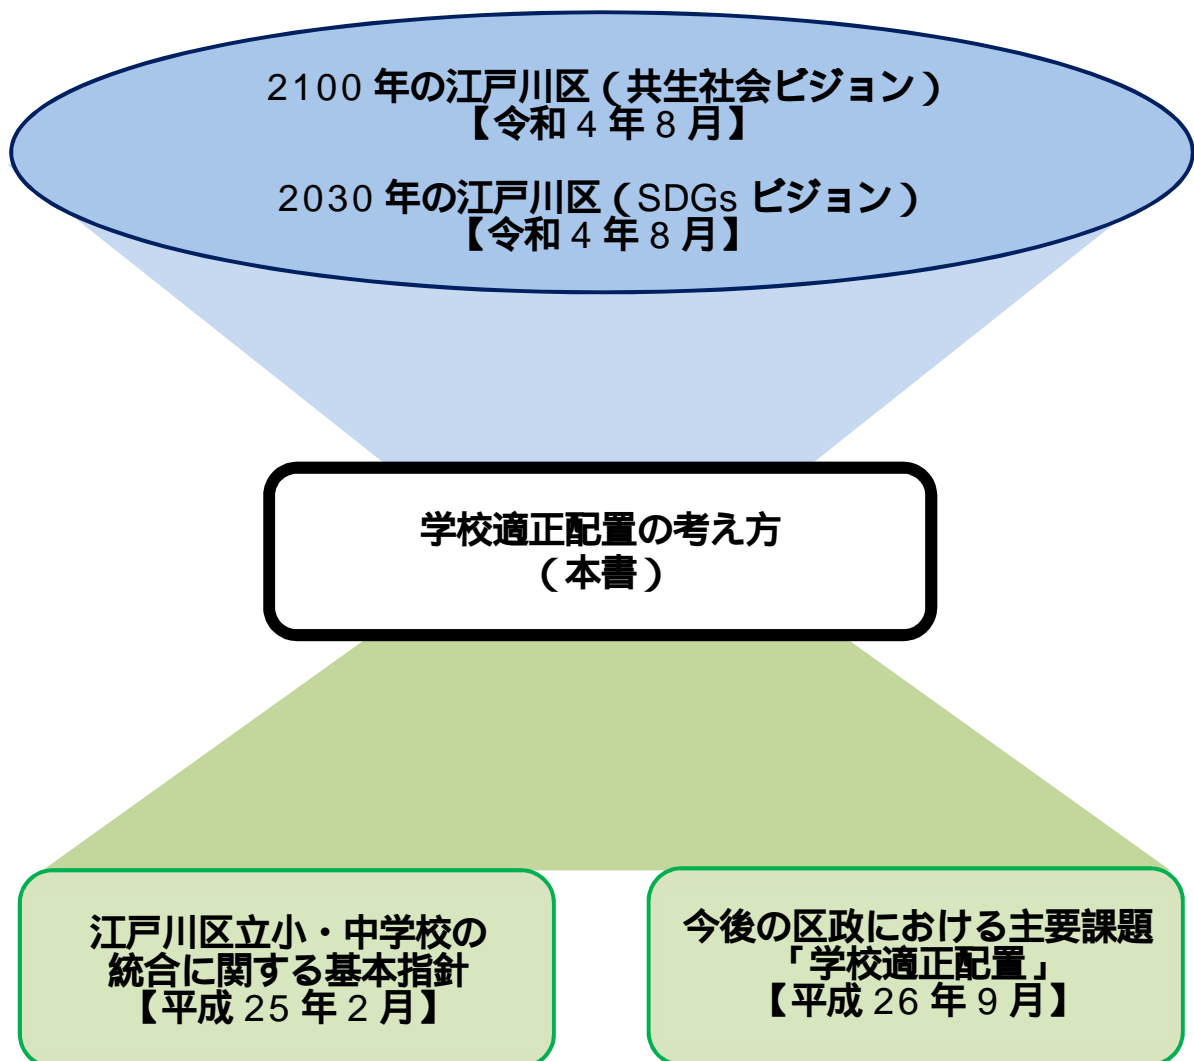 2100 年の江戸川区（共生社会ビジョン）
【令和 4 年 8 月】
2030 年の江戸川区（SDGs ビジョン）
【令和 4 年 8 月】
学校適正配置の考え方
（本書）
江戸川区立小・中学校の
統合に関する基本指針
【平成 25 年 2 月】
今後の区政における主要課題
「学校適正配置」
【平成 26 年 9 月】